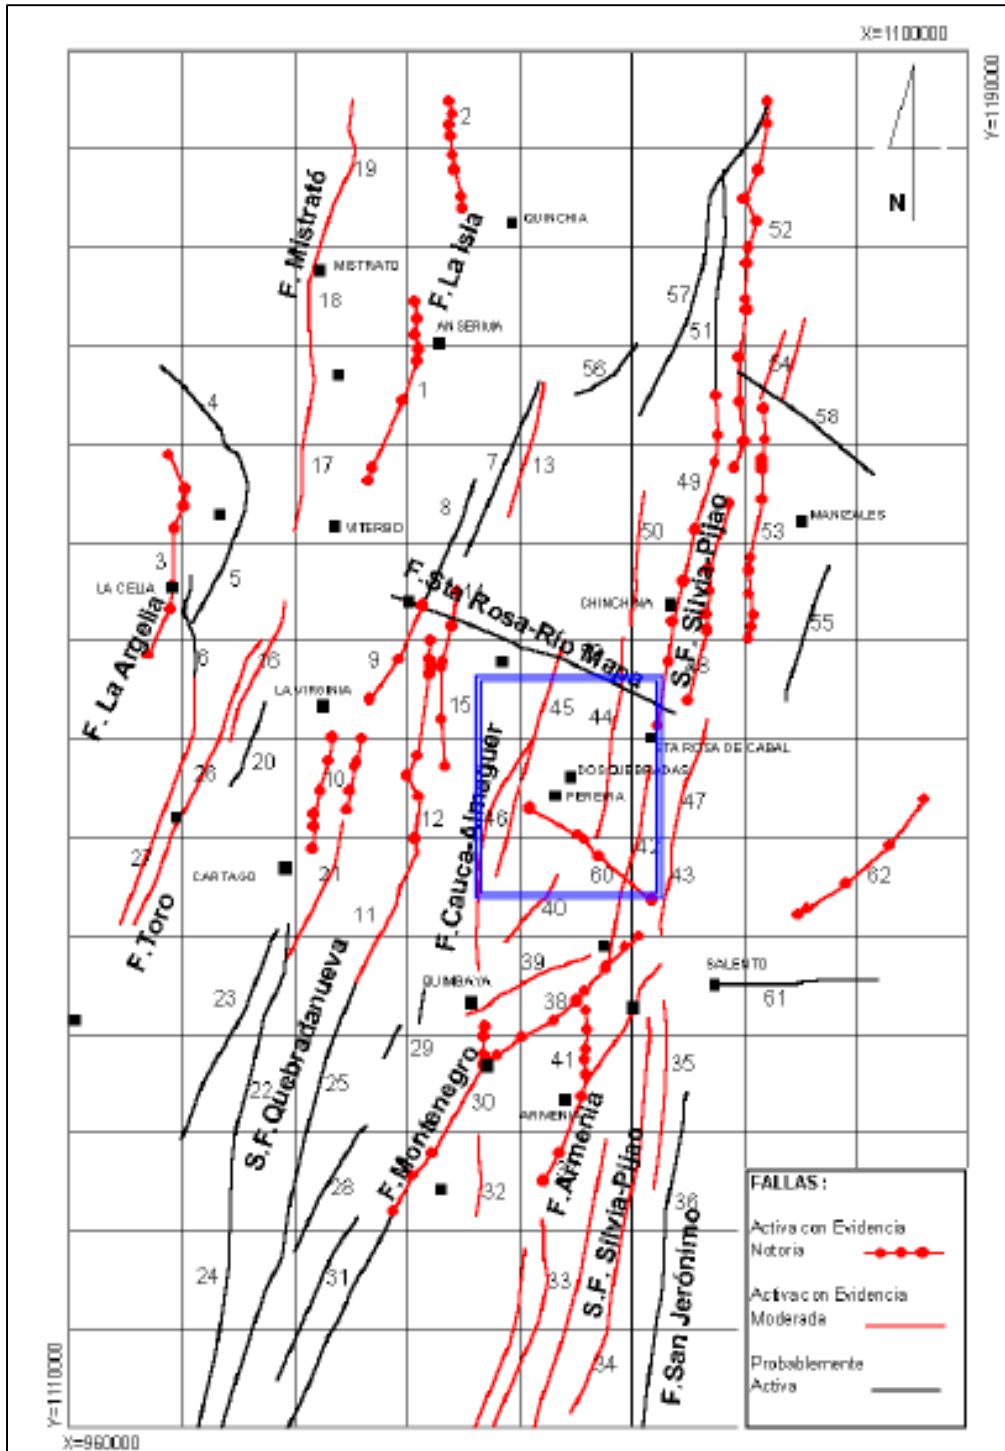 X=1100000
Y=1190000
N
2
19
F. Mistrató
F. La Isla
QUINCHIA
52
MISTRATO
18
57
51
ANSERMA
56
54
4
1
58
7
17
13
8
49
50
VITERBO
53
MANIZALES
S.F. Silvia-Pijao
3
LA CELIA
5
F. Sta Rosa-Rio Mapa
CHINCHINA
55
F. La Argelia
6
16
9
LA VIRGINIA
15
45
44
STA ROSA DE CABAL
20
26
10
DOSQUEBRADAS
PEREIRA
47
F.Cauca-Almaguer
46
12
42
27
CARTAGO
21
60
43
62
F. Toro
11
40
23
39
QUIMBAYA
38
SALENTO
61
S.F. Quebradanueva
29
22
25
41
35
30
ARMENIA
F. Montenegro
F. Armenia
28
32
36
S.F. Silvia-Pijao
F.San Jerónimo
24
31
33
34
FALLAS :
Activa con Evidencia
Notoria
Activa con Evidencia
Moderada
Probablemente
Activa
Y=1110000
X=960000